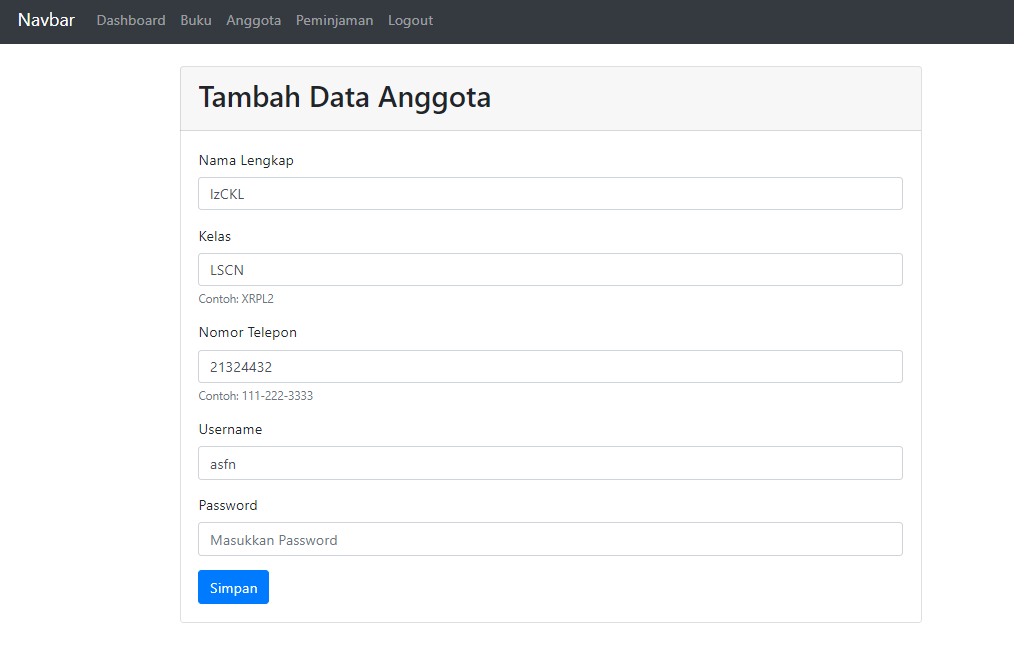 Navbar Dashboard Buku Anggota Peminjaman Logout
Tambah Data Anggota
Nama Lengkap
IzCKL
Kelas
LSCN
Contoh: XRPL2
Nomor Telepon
21324432
Contoh: 111-222-3333
Username
asfn
Password
Masukkan Password
Simpan